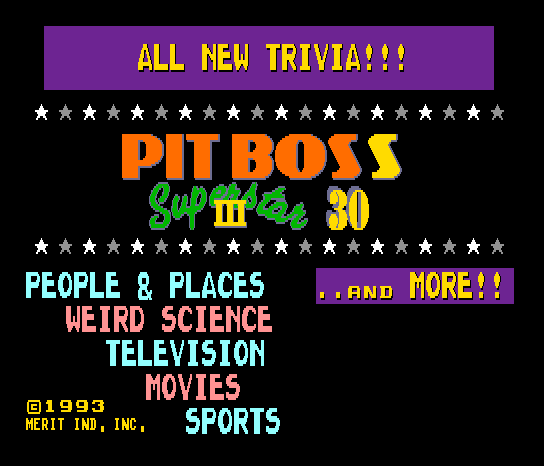 ALL NEW TRIVIA!!!
PIT BOSS
Superstar III 30
PEOPLE & PLACES
..AND MORE!!
WEIRD SCIENCE
TELEVISION
MOVIES
SPORTS
©1993
MERIT IND, INC.